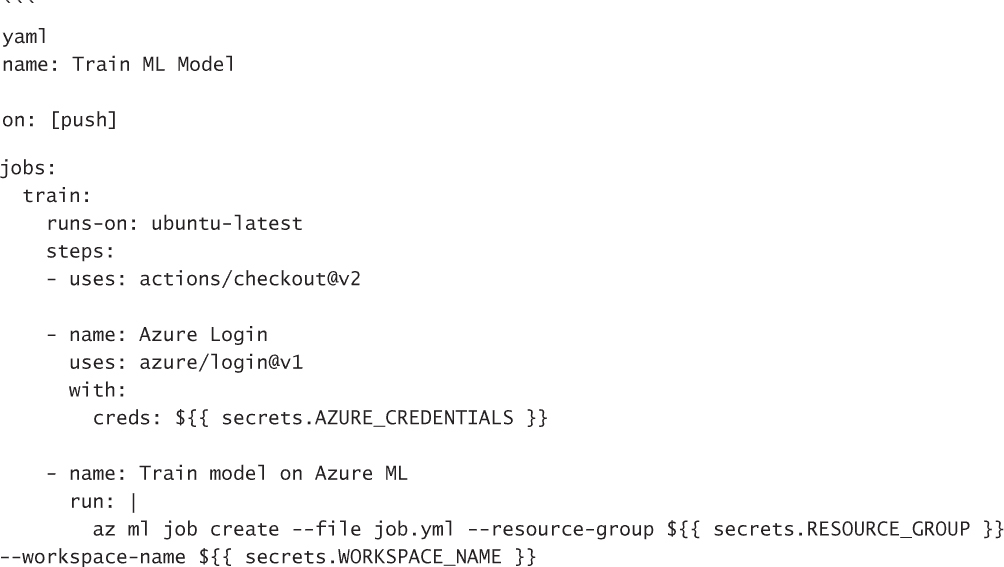 ```
yaml
name: Train ML Model
on: [push]
jobs:
  train:
    runs-on: ubuntu-latest
    steps:
    - uses: actions/checkout@v2
    - name: Azure Login
      uses: azure/login@v1
      with:
        creds: ${{ secrets.AZURE_CREDENTIALS }}
    - name: Train model on Azure ML
      run: |
        az ml job create --file job.yml --resource-group ${{ secrets.RESOURCE_GROUP }}
--workspace-name ${{ secrets.WORKSPACE_NAME }}